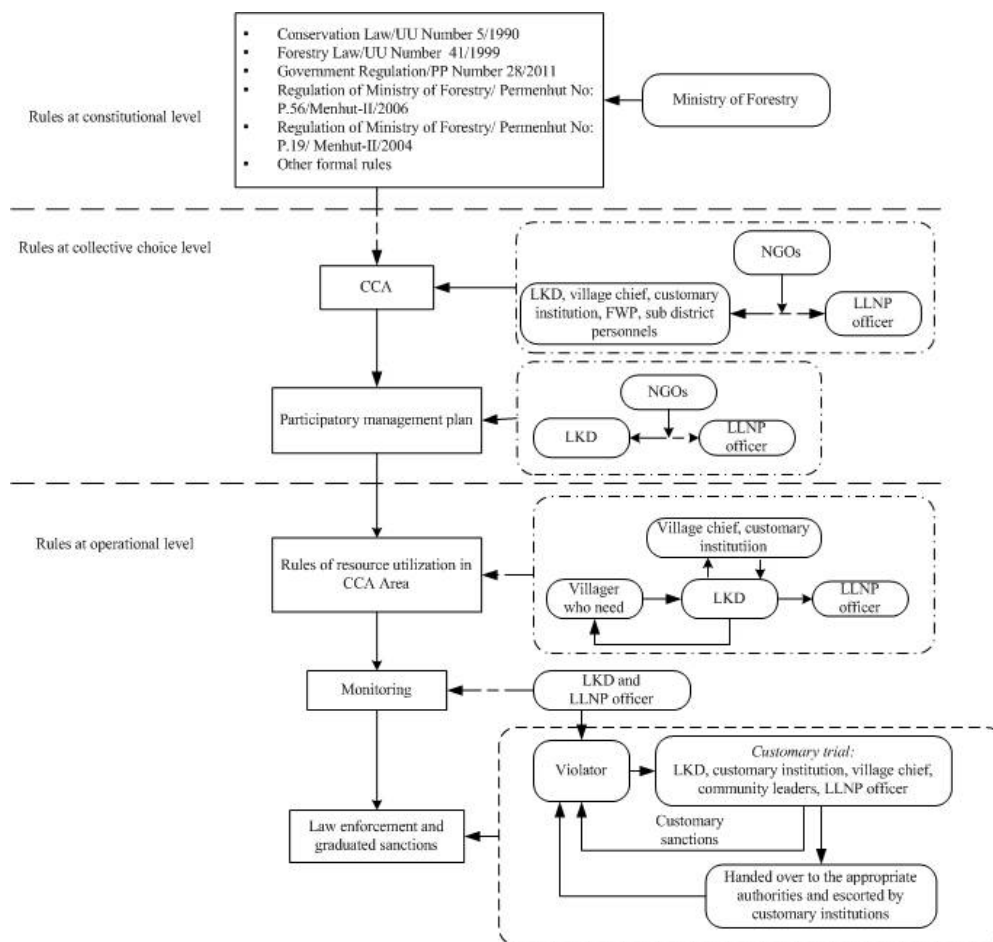 Conservation Law/UU Number 5/1990
Forestry Law/UU Number 41/1999
Government Regulation/PP Number 28/2011
Regulation of Ministry of Forestry/ Permenhut No:
P.56/Menhut-II/2006
Regulation of Ministry of Forestry/ Permenhut No:
P.19/ Menhut-II/2004
Other formal rules
Ministry of Forestry
Rules at constitutional level
Rules at collective choice level
CCA
NGOs
LKD, village chief, customary
institution, FWP, sub district
personnels
LLNP
officer
Participatory management plan
NGOs
LKD
LLNP
officer
Rules at operational level
Rules of resource utilization in
CCA Area
Village chief, customary
institutiion
Villager
who need
LKD
LLNP
officer
Monitoring
LKD and
LLNP officer
Violator
Customary trial:
LKD, customary institution, village chief,
community leaders, LLNP officer
Customary
sanctions
Law enforcement and
graduated sanctions
Handed over to the appropriate
authorities and escorted by
customary institutions